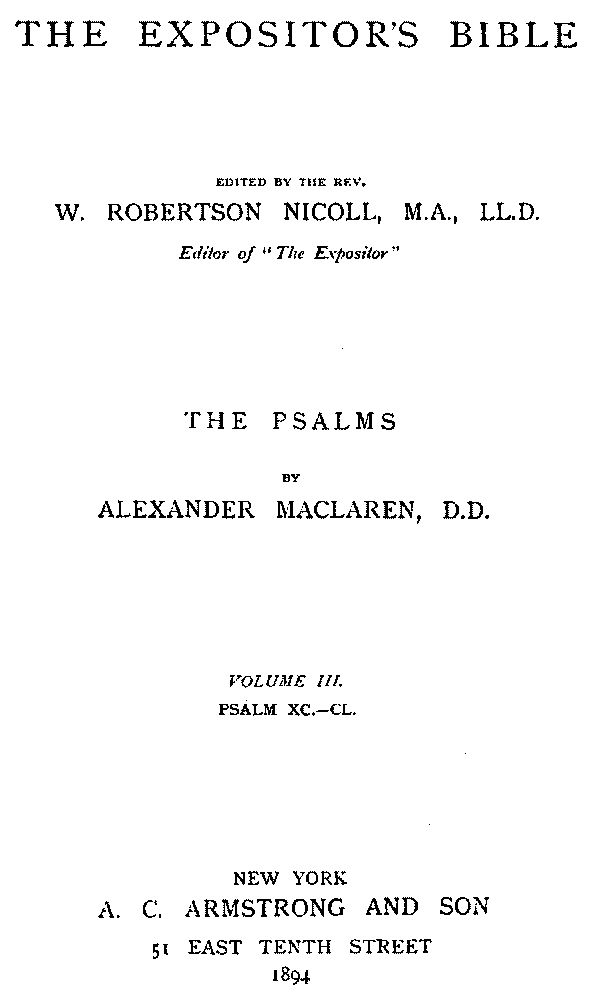 THE EXPOSITOR'S BIBLE
EDITED BY THE REV.
W. ROBERTSON NICOLL, M.A., LL.D.
Editor of "The Expositor"
THE PSALMS
BY
ALEXANDER MACLAREN, D.D.
VOLUME III.
PSALM XC.–CL.
NEW YORK
A. C. ARMSTRONG AND SON
51 EAST TENTH STREET
1894